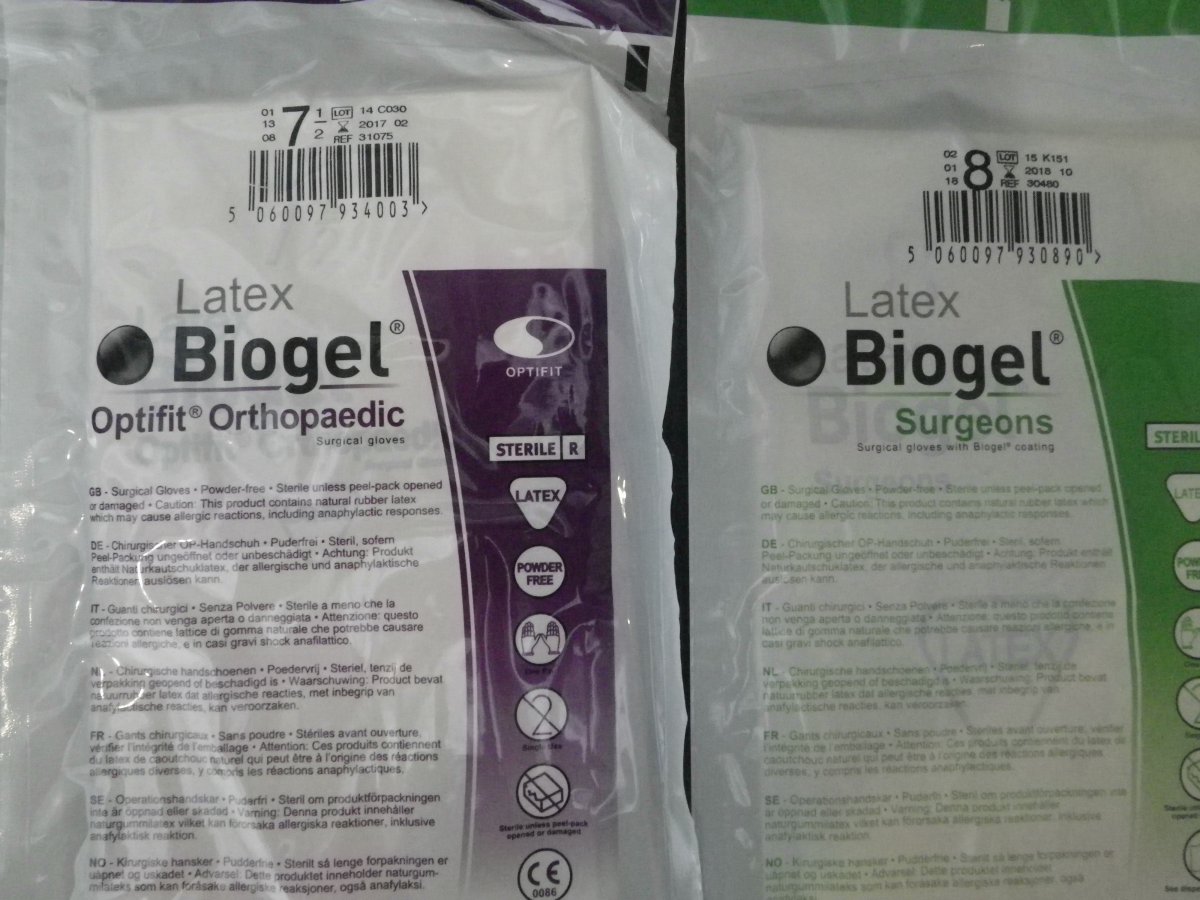 01
13
08
7 1/2
LOT 14 C030
2017 02
REF 31075
5 060097 934003 >
Latex
Biogel®
Optifit® Orthopaedic
Surgical gloves
OPTIFIT
STERILE R
LATEX
POWDER
FREE
2
Single use
Sterile unless peel-pack
opened or damaged
CE
0086
GB - Surgical Gloves • Powder-free • Sterile unless peel-pack opened
or damaged • Caution: This product contains natural rubber latex
which may cause allergic reactions, including anaphylactic responses.
DE - Chirurgischer OP-Handschuh • Puderfrei • Steril, sofern
Peel-Packung ungeöffnet oder unbeschädigt • Achtung: Produkt
enthält Naturkautschuklatex, der allergische und anaphylaktische
Reaktionen auslösen kann.
IT - Guanti chirurgici • Senza Polvere • Sterile a meno che la
confezione non venga aperta o danneggiata • Attenzione: questo
prodotto contiene lattice di gomma naturale che potrebbe causare
reazioni allergiche, e in casi gravi shock anafilattico.
NL - Chirurgische handschoenen • Poedervrij • Steriel, tenzij de
verpakking geopend of beschadigd is • Waarschuwing: Product bevat
natuurrubber latex dat allergische reacties, met inbegrip van
anafylactische reacties, kan veroorzaken.
FR - Gants chirurgicaux • Sans poudre • Stériles avant ouverture,
vérifier l'intégrité de l'emballage • Attention: Ces produits contiennent
du latex de caoutchouc naturel qui peut être à l'origine des réactions
allergiques diverses, y compris les réactions anaphylactiques.
SE - Operationshandskar • Puderfri • Steril om produktförpackningen
inte är öppnad eller skadad • Varning: Denna produkt innehåller
naturgummilatex vilket kan förorsaka allergiska reaktioner, inklusive
anafylaktisk reaktion.
NO - Kirurgiske hansker • Pudderfrie • Sterilt så lenge forpakningen er
uåpnet og uskadet • Advarsel: Dette produktet inneholder naturgum-
milateks som kan forårsake allergiske reaksjoner, også anafylaksi.
02
01
18
8
LOT 15 K151
2018 10
REF 30480
5 060097 930890 >
Latex
Biogel®
Surgeons
Surgical gloves with Biogel® coating
STERIL
GB - Surgical Gloves • Powder-free • Sterile unless peel-pack opened
or damaged • Caution: This product contains natural rubber latex which
may cause allergic reactions, including anaphylactic responses.
DE - Chirurgischer OP-Handschuh • Puderfrei • Steril, sofern
Peel-Packung ungeöffnet oder unbeschädigt • Achtung: Produkt enthält
Naturkautschuklatex, der allergische und anaphylaktische Reaktionen
auslösen kann.
IT - Guanti chirurgici • Senza Polvere • Sterile a meno che la confezione
non venga aperta o danneggiata • Attenzione: questo prodotto contiene
lattice di gomma naturale che potrebbe causare reazioni allergiche, e in
casi gravi shock anafilattico.
NL - Chirurgische handschoenen • Poedervrij • Steriel, tenzij de
verpakking geopend of beschadigd is • Waarschuwing: Product bevat
natuurrubber latex dat allergische reacties, met inbegrip van
anafylactische reacties, kan veroorzaken.
FR - Gants chirurgicaux • Sans poudre • Stériles avant ouverture, vérifier
l'intégrité de l'emballage • Attention: Ces produits contiennent du latex de
caoutchouc naturel qui peut être à l'origine des réactions allergiques
diverses, y compris les réactions anaphylactiques.
SE - Operationshandskar • Puderfri • Steril om produktförpackningen inte
är öppnad eller skadad • Varning: Denna produkt innehåller
naturgummilatex vilket kan förorsaka allergiska reaktioner, inklusive
anafylaktisk reaktion.
NO - Kirurgiske hansker • Pudderfrie • Sterilt så lenge forpakningen er
uåpnet og uskadet • Advarsel: Dette produktet inneholder
naturgummilateks som kan forårsake allergiske reaksjoner, også